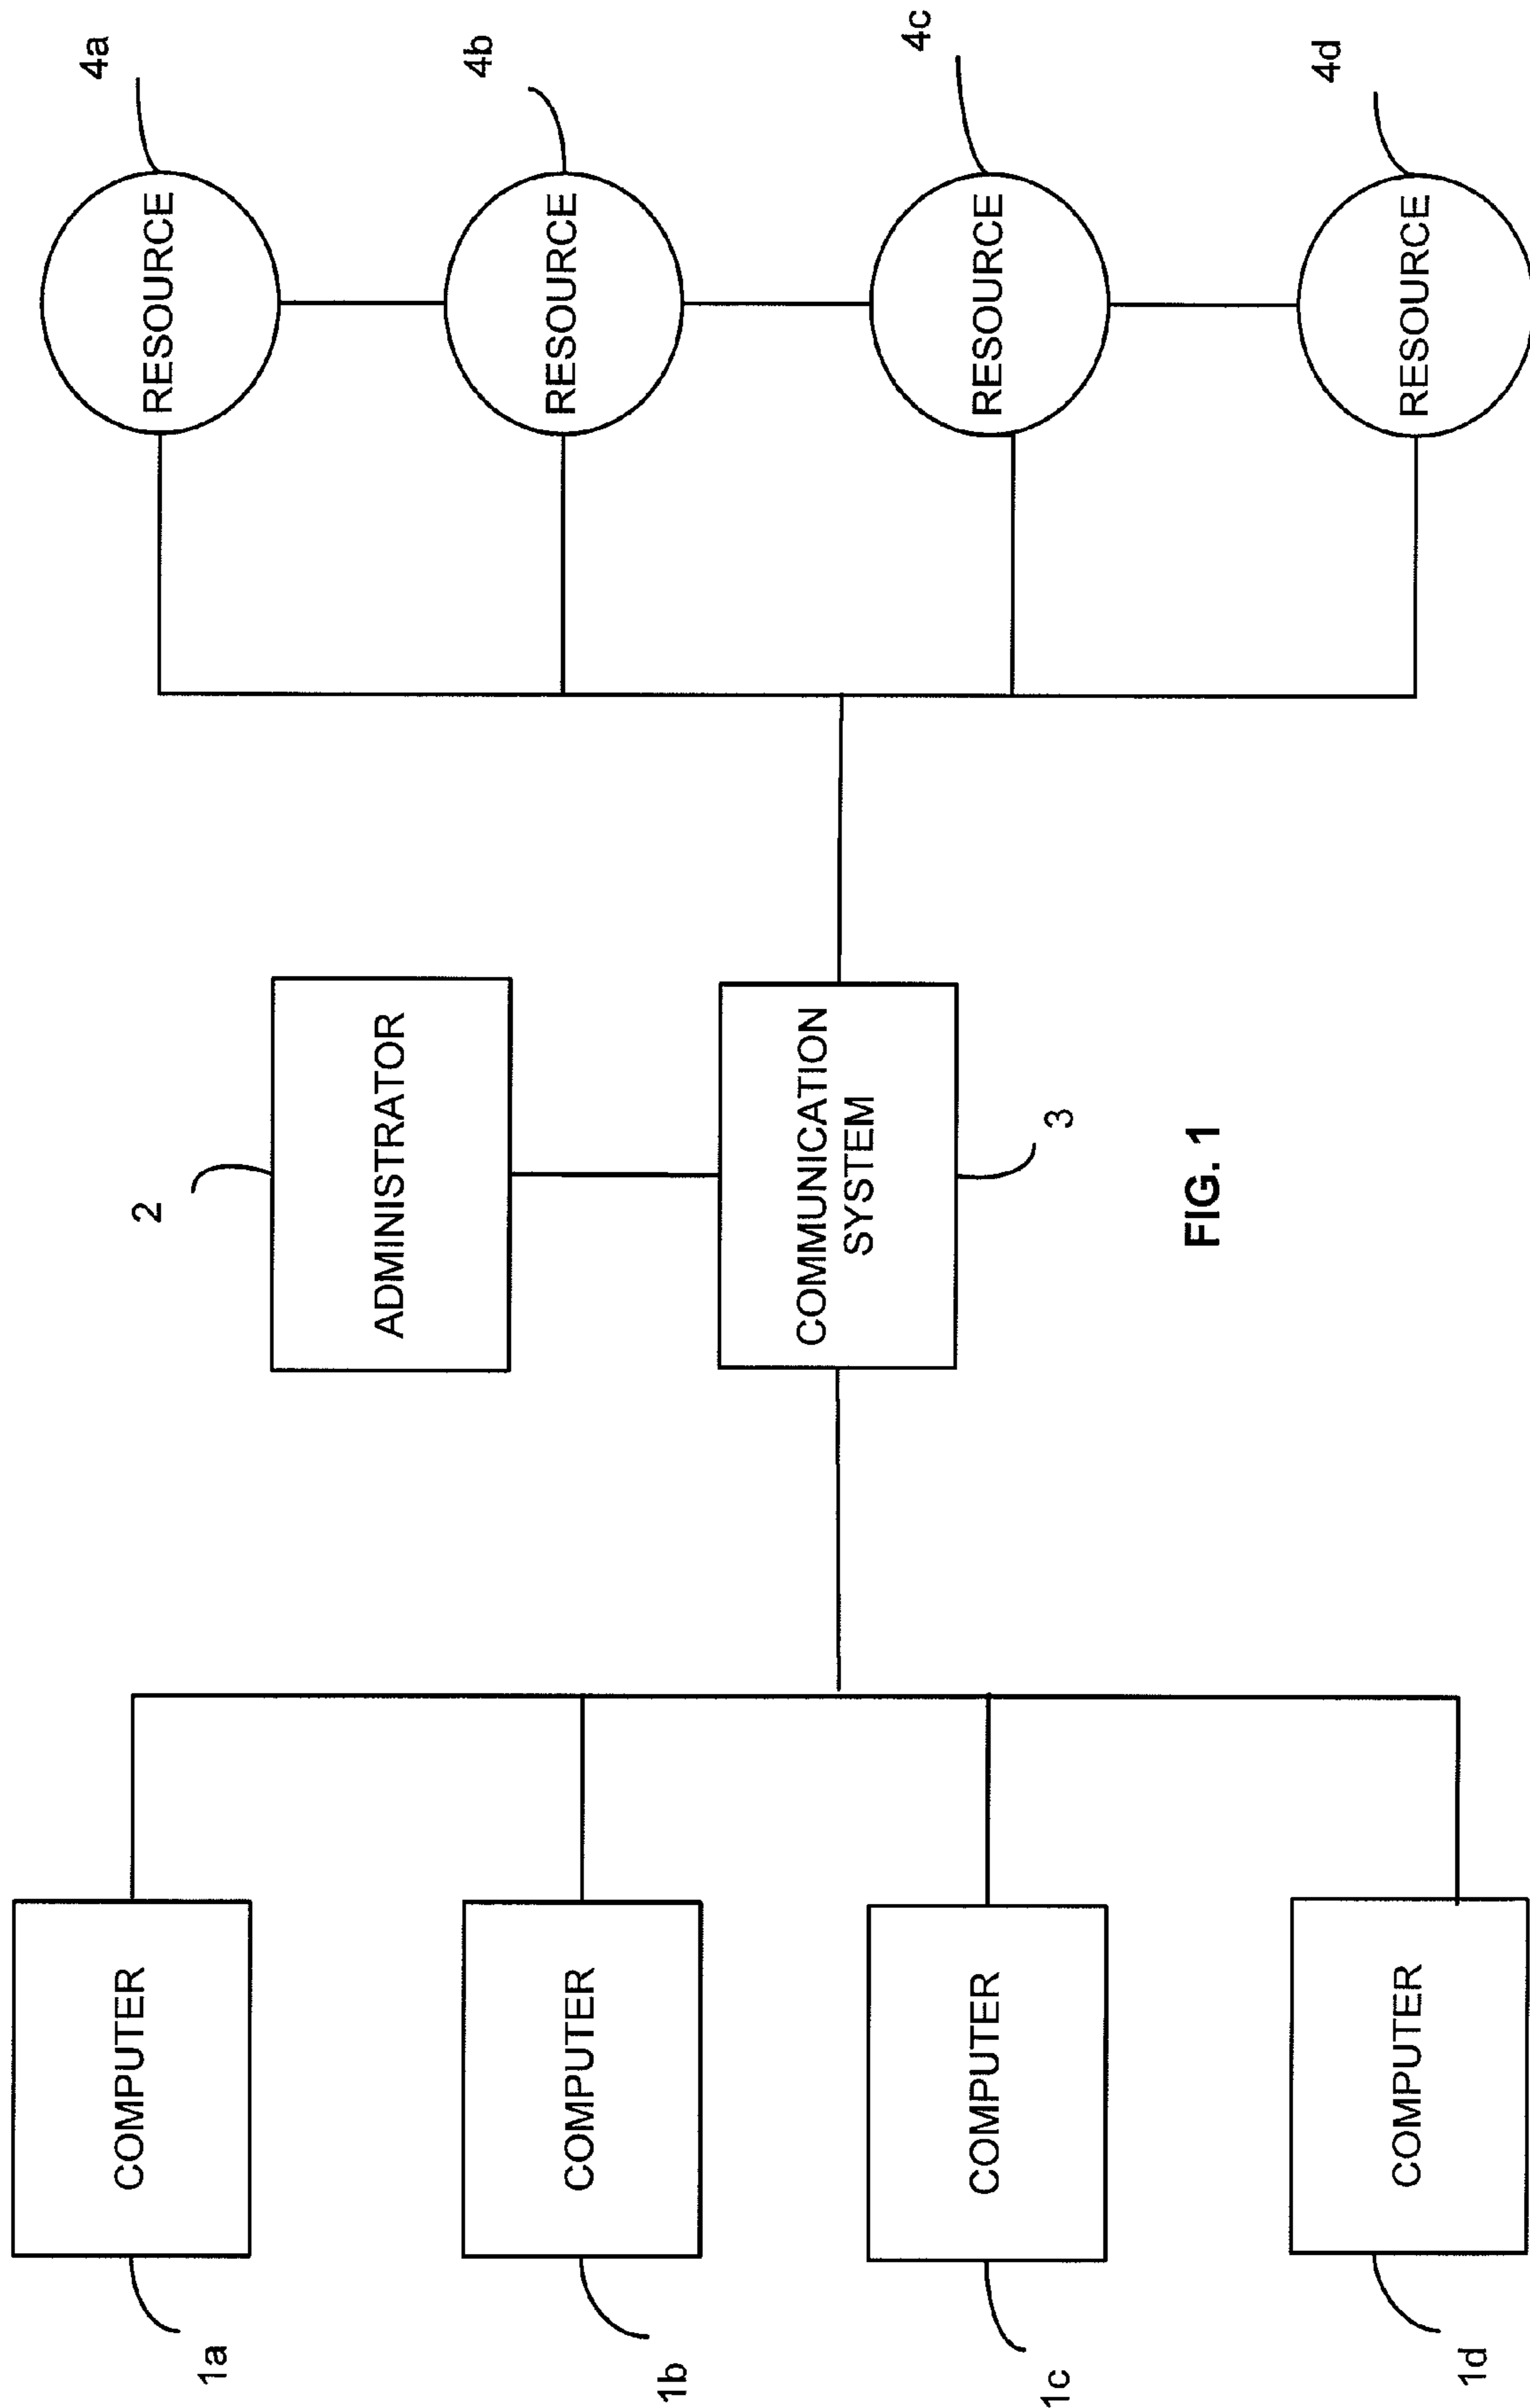 1a
COMPUTER
1b
COMPUTER
1c
COMPUTER
1d
COMPUTER
2
ADMINISTRATOR
COMMUNICATION
SYSTEM
3
4a
RESOURCE
4b
RESOURCE
4c
RESOURCE
4d
RESOURCE
FIG. 1